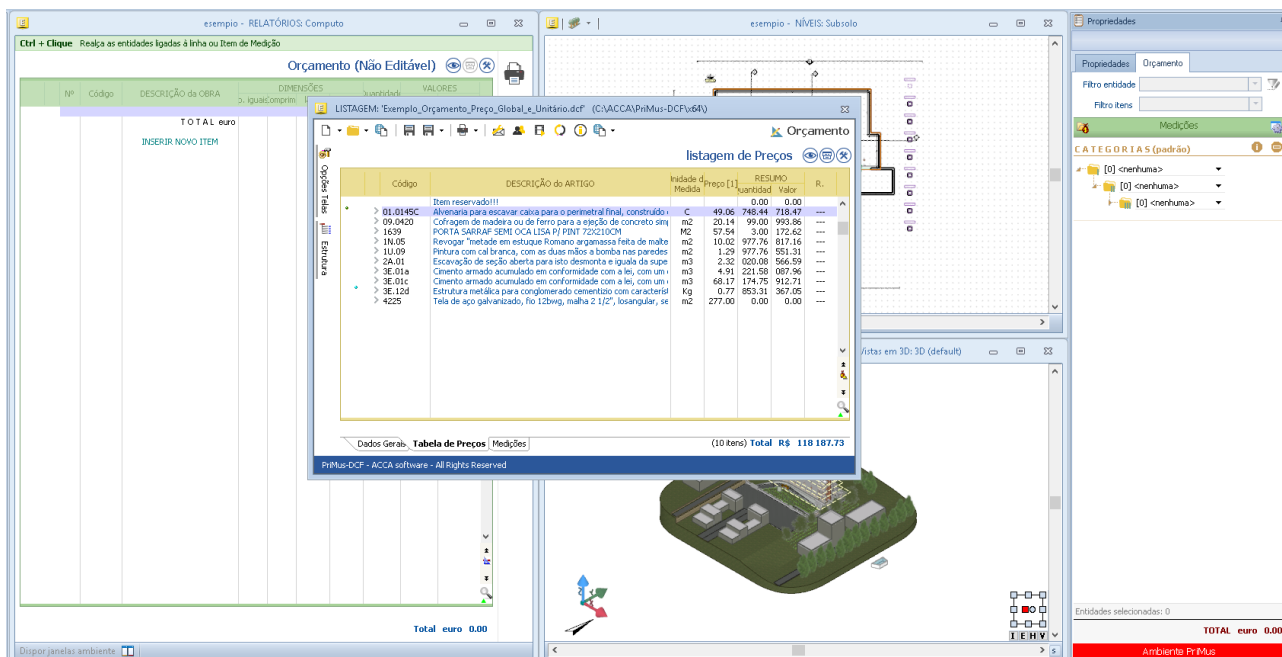 esempio - RELATÓRIOS: Computo
Ctrl + Clique Realça as entidades ligadas à linha ou Item de Medição
Orçamento (Não Editável)
Nº Código DESCRIÇÃO da OBRA DIMENSÕES VALORES
TOTAL euro
INSERIR NOVO ITEM
Total euro 0.00
Dispor janelas ambiente
esempio - NÍVEIS: Subsolo
LISTAGEM: 'Exemplo_Orçamento_Preço_Global_e_Unitário.dcf' (C:\ACCA\PriMus-DCF\x64\)
Orçamento
listagem de Preços
Opções Telas
Estrutura
Código DESCRIÇÃO do ARTIGO Medida Preço [1] RESUMO Valor R.
Item reservado!!! 0.00 0.00
01.0145C Alvenaria para escavar caixa para o perimetral final, construído C 49.06 748.44 718.47 ---
09.0420 Cofragem de madeira ou de ferro para a ejeção de concreto m2 20.14 99.00 993.86 ---
1639 PORTA SARRAF SEMI OCA LISA P/ PINT 72X210CM M2 57.54 3.00 172.62 ---
1N.05 Revogar "metade em estuque Romano argamassa feita de m2 10.02 977.76 817.16 ---
1U.09 Pintura com cal branca, com as duas mãos a bomba nas paredes m2 1.29 977.76 551.31 ---
2A.01 Escavação de seção aberta para isto desmonta e iguala da m3 2.32 020.08 566.59 ---
3E.01a Cimento armado acumulado em conformidade com a lei, com um m3 4.91 221.58 087.96 ---
3E.01c Cimento armado acumulado em conformidade com a lei, com um m3 68.17 174.75 912.71 ---
3E.12d Estrutura metálica para conglomerado cementizio com Kg 0.77 853.31 367.05 ---
4225 Tela de aço galvanizado, fio 12bwg, malha 2 1/2", losangular, m2 277.00 0.00 0.00 ---
Dados Gerais Tabela de Preços Medições (10 itens) Total R$ 118 187.73
PriMus-DCF - ACCA software - All Rights Reserved
Vistas em 3D: 3D (default)
I E H V
Propriedades
Propriedades Orçamento
Filtro entidade
Filtro itens
Medições
CATEGORIAS (padrão)
[0] <nenhuma>
[0] <nenhuma>
[0] <nenhuma>
Entidades selecionadas: 0
TOTAL euro 0.00
Ambiente PriMus